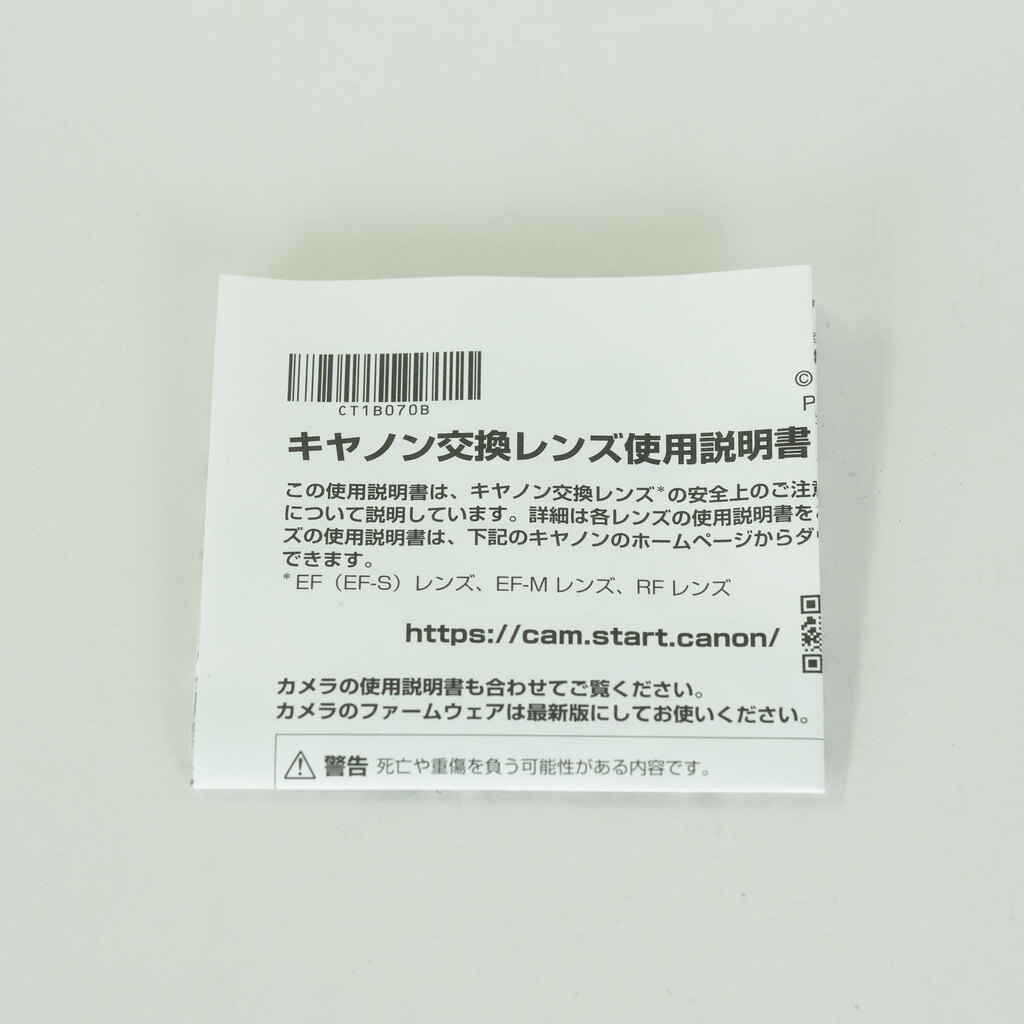 CT1B070B
キヤノン交換レンズ使用説明書
この使用説明書は、キヤノン交換レンズ*の安全上のご注意
について説明しています。詳細は各レンズの使用説明書を
ズの使用説明書は、下記のキヤノンのホームページからダ
できます。
*EF（EF-S）レンズ、EF-M レンズ、RF レンズ
https://cam.start.canon/
カメラの使用説明書も合わせてご覧ください。
カメラのファームウェアは最新版にしてお使いください。
警告 死亡や重傷を負う可能性がある内容です。
©
P